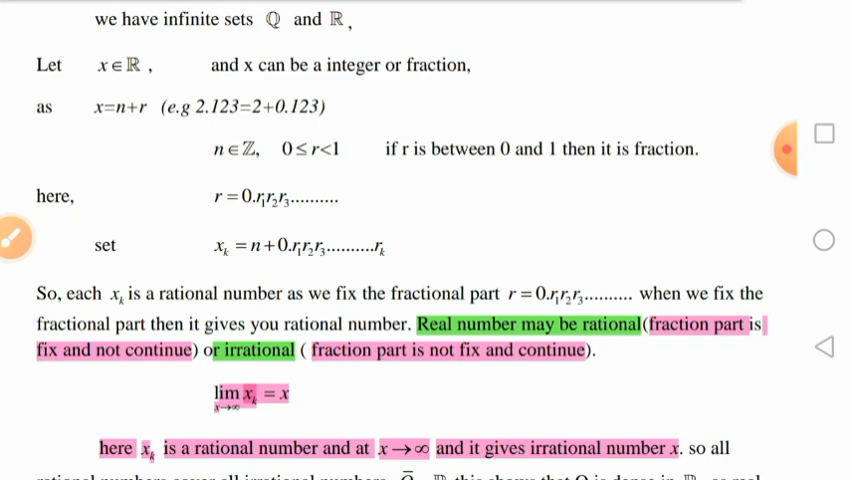 we have infinite sets ℚ and ℝ,
Let x∈ℝ, and x can be a integer or fraction,
as x=n+r (e.g 2.123=2+0.123)
n∈ℤ, 0≤r<1 if r is between 0 and 1 then it is fraction.
here, r=0.r₁r₂r₃..........
set xₖ=n+0.r₁r₂r₃..........rₖ
So, each xₖ is a rational number as we fix the fractional part r=0.r₁r₂r₃.......... when we fix the
fractional part then it gives you rational number. Real number may be rational(fraction part is
fix and not continue) or irrational ( fraction part is not fix and continue).
lim xₖ = x
x→∞
here xₖ is a rational number and at x→∞ and it gives irrational number x. so all